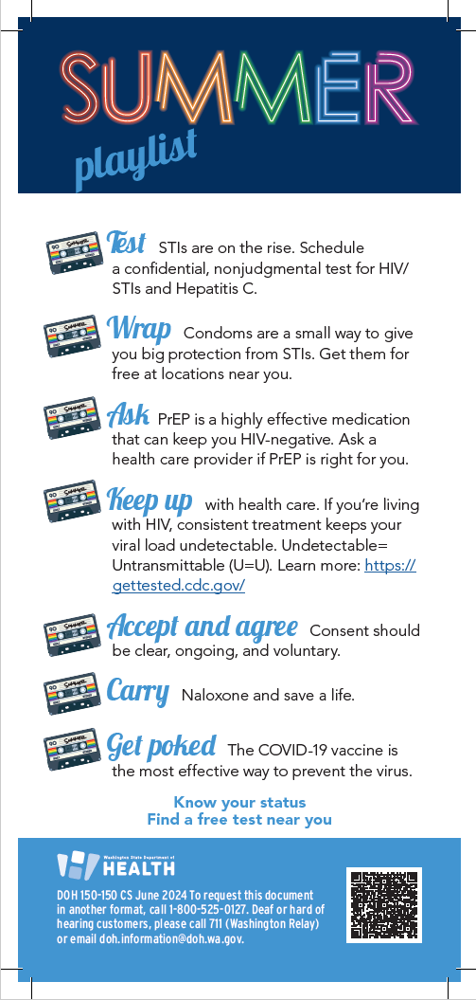 SUMMER
playlist
Test STIs are on the rise. Schedule
a confidential, nonjudgmental test for HIV/
STIs and Hepatitis C.
Wrap Condoms are a small way to give
you big protection from STIs. Get them for
free at locations near you.
Ask PrEP is a highly effective medication
that can keep you HIV-negative. Ask a
health care provider if PrEP is right for you.
Keep up with health care. If you’re living
with HIV, consistent treatment keeps your
viral load undetectable. Undetectable=
Untransmittable (U=U). Learn more: https://
gettested.cdc.gov/
Accept and agree Consent should
be clear, ongoing, and voluntary.
Carry Naloxone and save a life.
Get poked The COVID-19 vaccine is
the most effective way to prevent the virus.
Know your status
Find a free test near you
Washington State Department of
HEALTH
DOH 150-150 CS June 2024 To request this document
in another format, call 1-800-525-0127. Deaf or hard of
hearing customers, please call 711 (Washington Relay)
or email doh.information@doh.wa.gov.